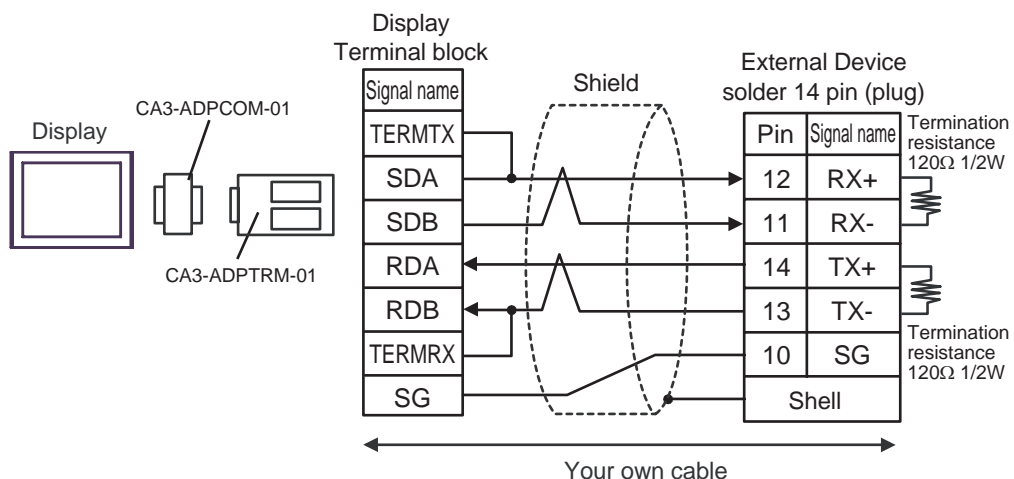 Display
CA3-ADPCOM-01
CA3-ADPTRM-01
Display
Terminal block
Signal name
TERMTX
SDA
SDB
RDA
RDB
TERMRX
SG
Shield
External Device
solder 14 pin (plug)
Pin Signal name
12 RX+
11 RX-
14 TX+
13 TX-
10 SG
Shell
Termination
resistance
120Ω 1/2W
Termination
resistance
120Ω 1/2W
Your own cable